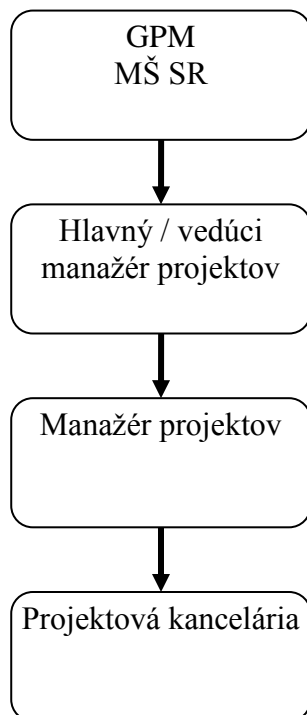 GPM
MŠ SR
Hlavný / vedúci
manažér projektov
Manažér projektov
Projektová kancelária